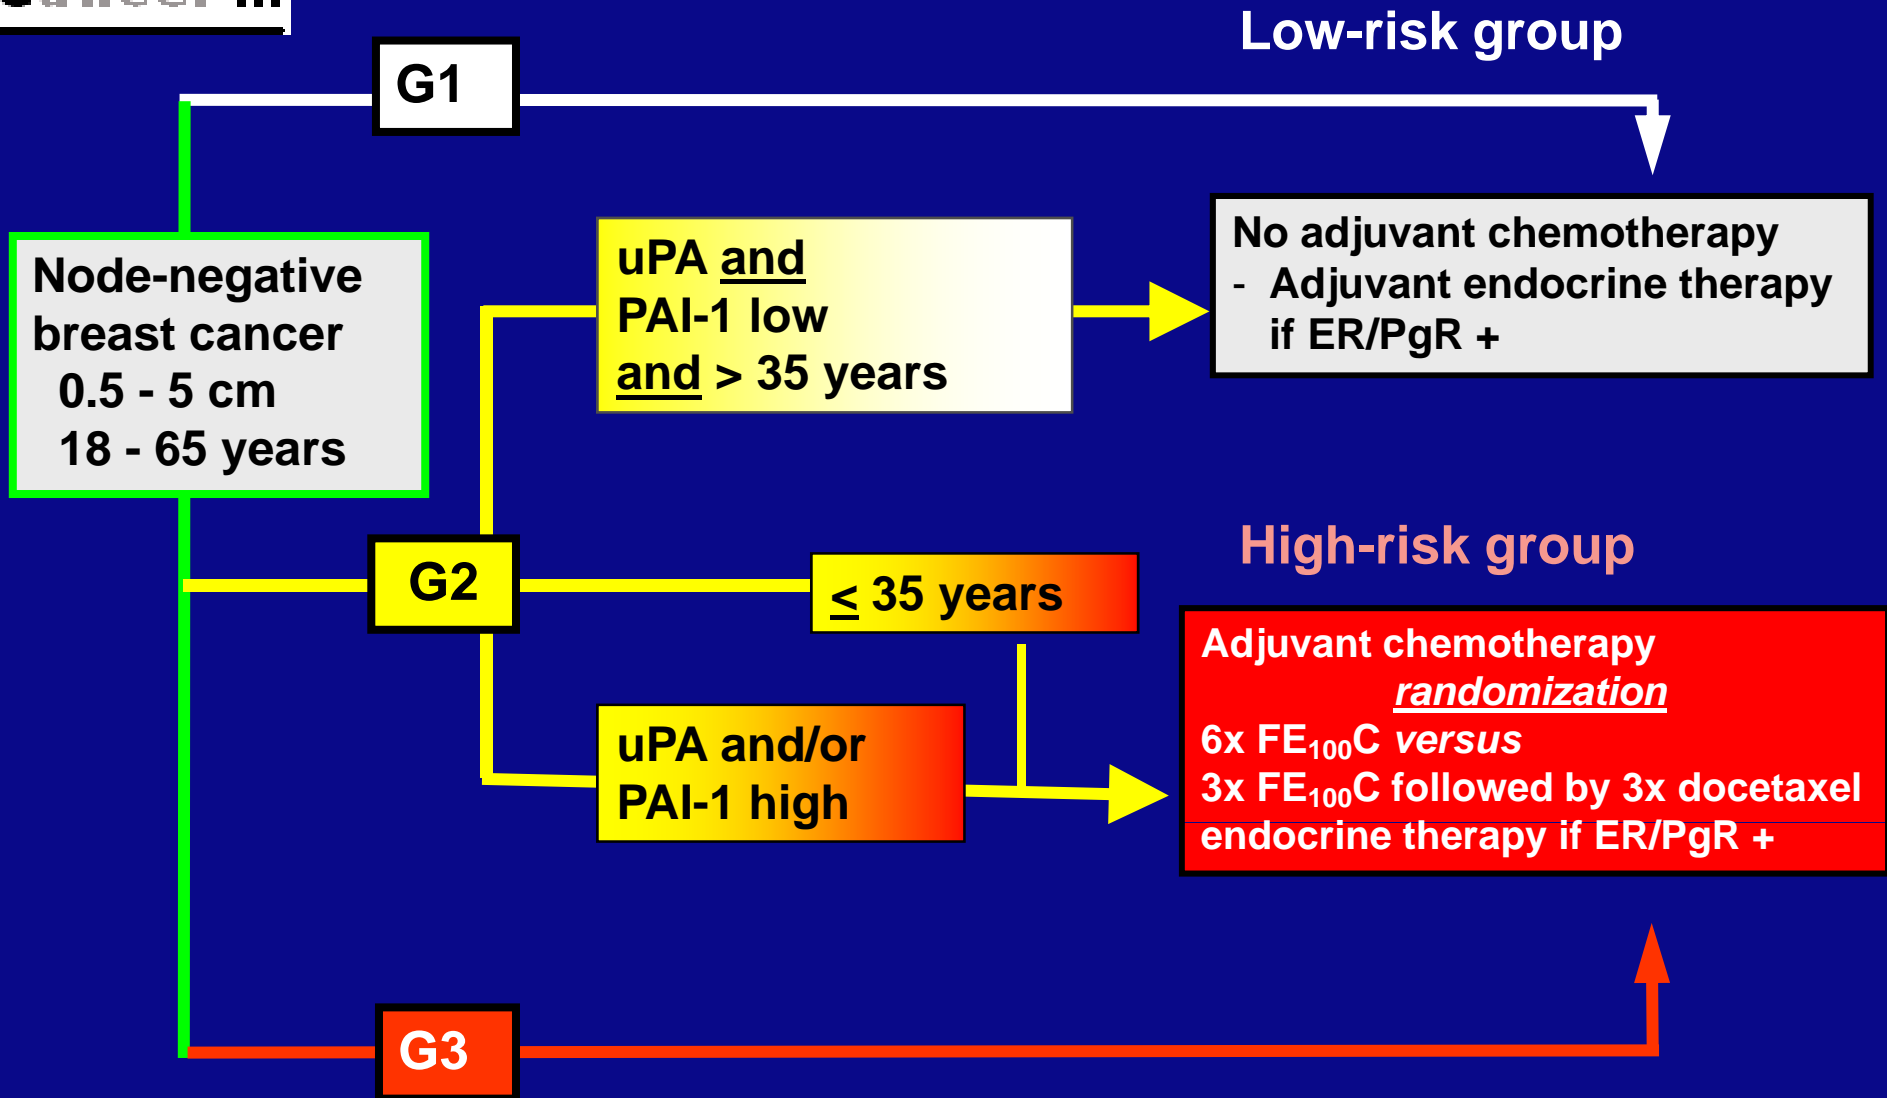 Low-risk group
G1
Node-negative
breast cancer
0.5 - 5 cm
18 - 65 years
uPA and
PAI-1 low
and > 35 years
No adjuvant chemotherapy
- Adjuvant endocrine therapy
if ER/PgR +
G2
≤ 35 years
High-risk group
uPA and/or
PAI-1 high
Adjuvant chemotherapy
randomization
6x FE₁₀₀C versus
3x FE₁₀₀C followed by 3x docetaxel
endocrine therapy if ER/PgR +
G3